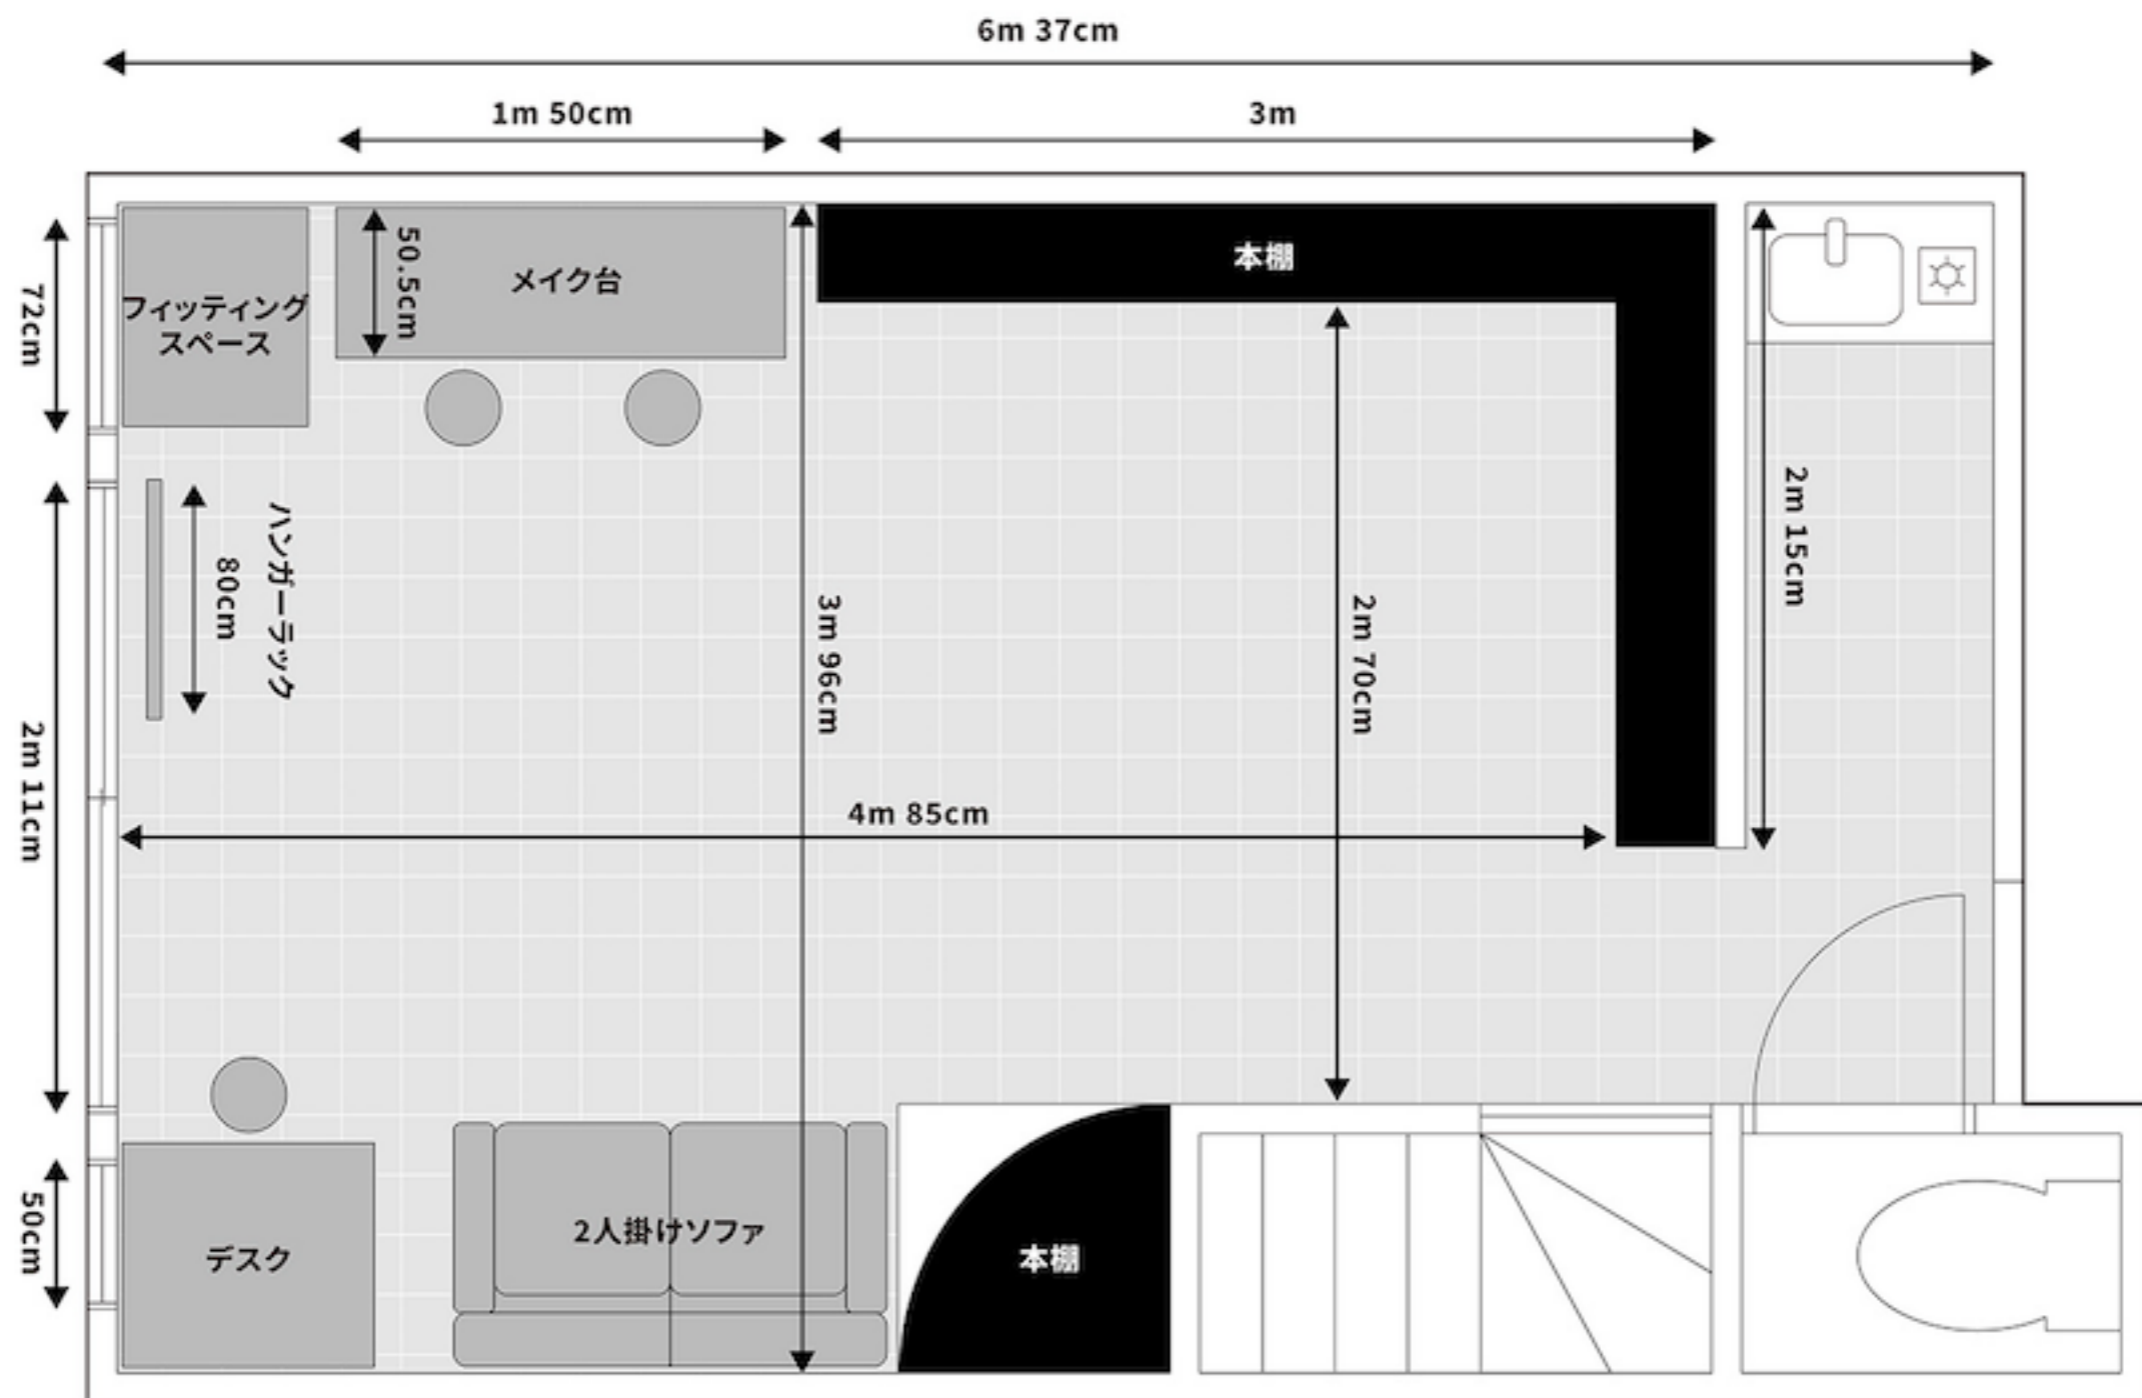 6m 37cm
1m 50cm
3m
72cm
フィッティング
スペース
50.5cm
メイク台
本棚
2m 15cm
ハンガーラック
80cm
3m 96cm
2m 70cm
2m 11cm
4m 85cm
50cm
デスク
2人掛けソファ
本棚